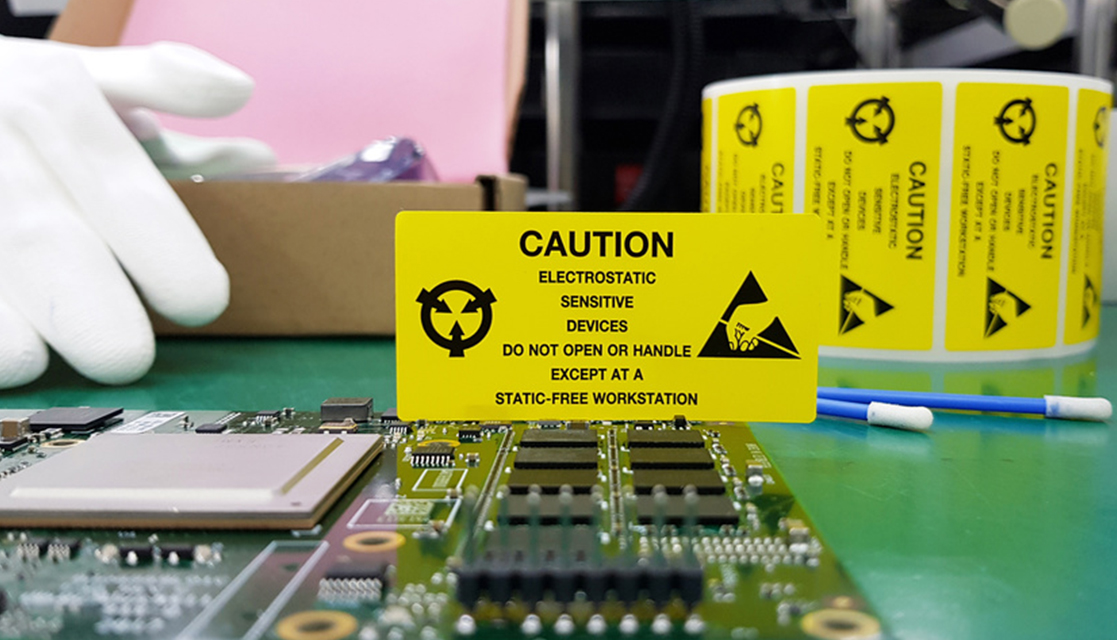 CAUTION
ELECTROSTATIC
SENSITIVE
DEVICES
DO NOT OPEN OR HANDLE
EXCEPT AT A
STATIC-FREE WORKSTATION
CAUTION
ELECTROSTATIC
SENSITIVE
DEVICES
DO NOT OPEN OR HANDLE
EXCEPT AT A
STATIC-FREE
CAUTION
ELECTROSTATIC
SENSITIVE
DEVICES
DO NOT OPEN OR HANDLE
EXCEPT AT A
STATIC-FREE WORKSTATION